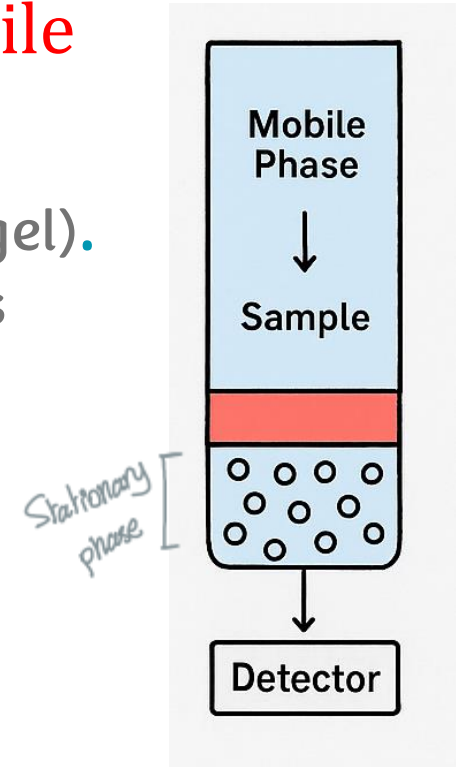 ile
gel).
s
Mobile
Phase
Sample
Stationary
phase
Detector